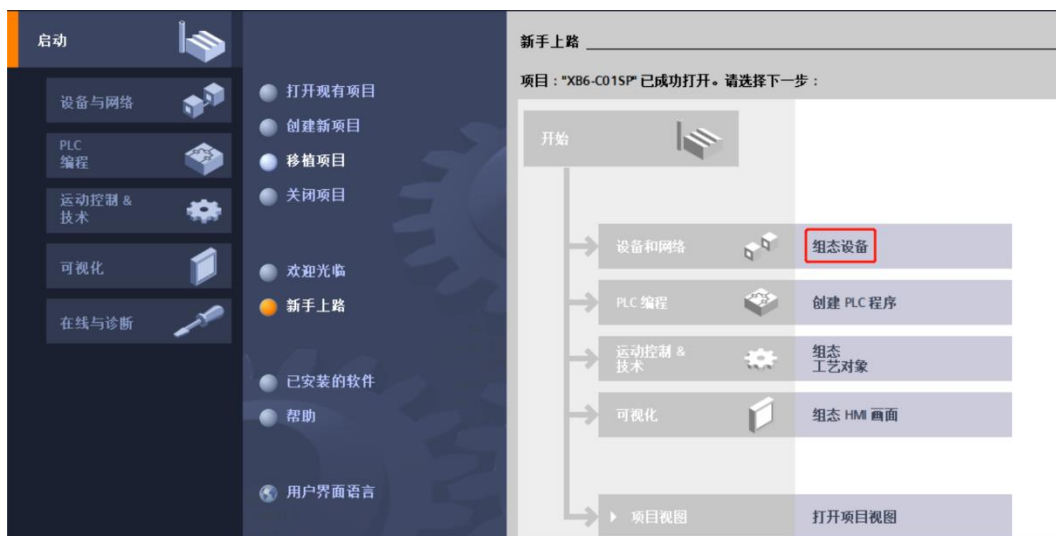 启动
设备与网络
PLC
编程
运动控制 &
技术
可视化
在线与诊断
打开现有项目
创建新项目
移植项目
关闭项目
欢迎光临
新手上路
已安装的软件
帮助
用户界面语言
新手上路
项目："XB6-C01SP" 已成功打开。请选择下一步：
开始
设备和网络
组态设备
PLC 编程
创建 PLC 程序
运动控制 &
技术
组态
工艺对象
可视化
组态 HMI 画面
项目视图
打开项目视图